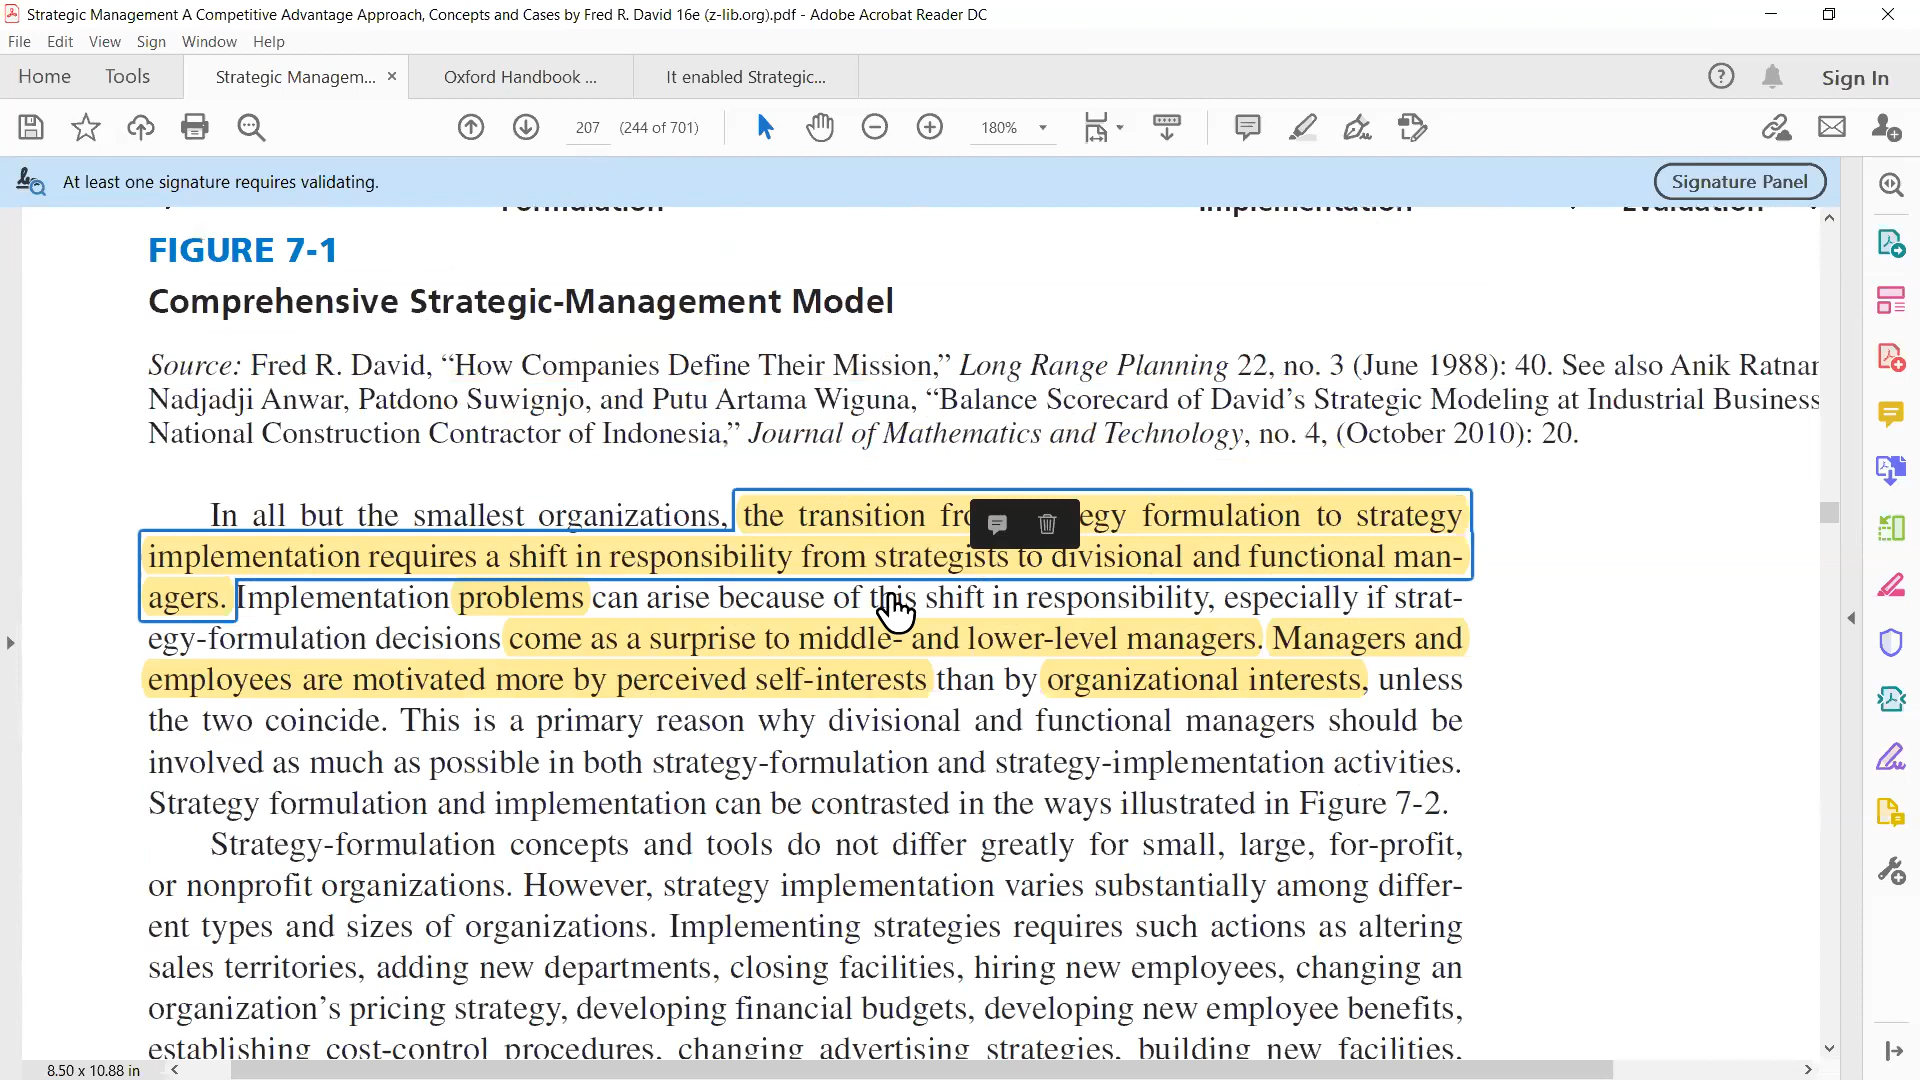 Strategic Management A Competitive Advantage Approach, Concepts and Cases by Fred R. David 16e (z-lib.org).pdf - Adobe Acrobat Reader DC
File Edit View Sign Window Help
Home Tools Strategic Managem... × Oxford Handbook ... It enabled Strategic... Sign In
207 (244 of 701) 180%
At least one signature requires validating. Signature Panel
Formulation Implementation Evaluation
FIGURE 7-1
Comprehensive Strategic-Management Model
Source: Fred R. David, “How Companies Define Their Mission,” Long Range Planning 22, no. 3 (June 1988): 40. See also Anik Ratnan
Nadjadji Anwar, Patdono Suwignjo, and Putu Artama Wiguna, “Balance Scorecard of David’s Strategic Modeling at Industrial Business
National Construction Contractor of Indonesia,” Journal of Mathematics and Technology, no. 4, (October 2010): 20.
In all but the smallest organizations, the transition egy formulation to strategy
implementation requires a shift in responsibility from strategists to divisional and functional man-
agers. Implementation problems can arise because of this shift in responsibility, especially if strat-
egy-formulation decisions come as a surprise to middle- and lower-level managers. Managers and
employees are motivated more by perceived self-interests than by organizational interests, unless
the two coincide. This is a primary reason why divisional and functional managers should be
involved as much as possible in both strategy-formulation and strategy-implementation activities.
Strategy formulation and implementation can be contrasted in the ways illustrated in Figure 7-2.
Strategy-formulation concepts and tools do not differ greatly for small, large, for-profit,
or nonprofit organizations. However, strategy implementation varies substantially among differ-
ent types and sizes of organizations. Implementing strategies requires such actions as altering
sales territories, adding new departments, closing facilities, hiring new employees, changing an
organization’s pricing strategy, developing financial budgets, developing new employee benefits,
establishing cost-control procedures, changing advertising strategies, building new facilities,
8.50 x 10.88 in